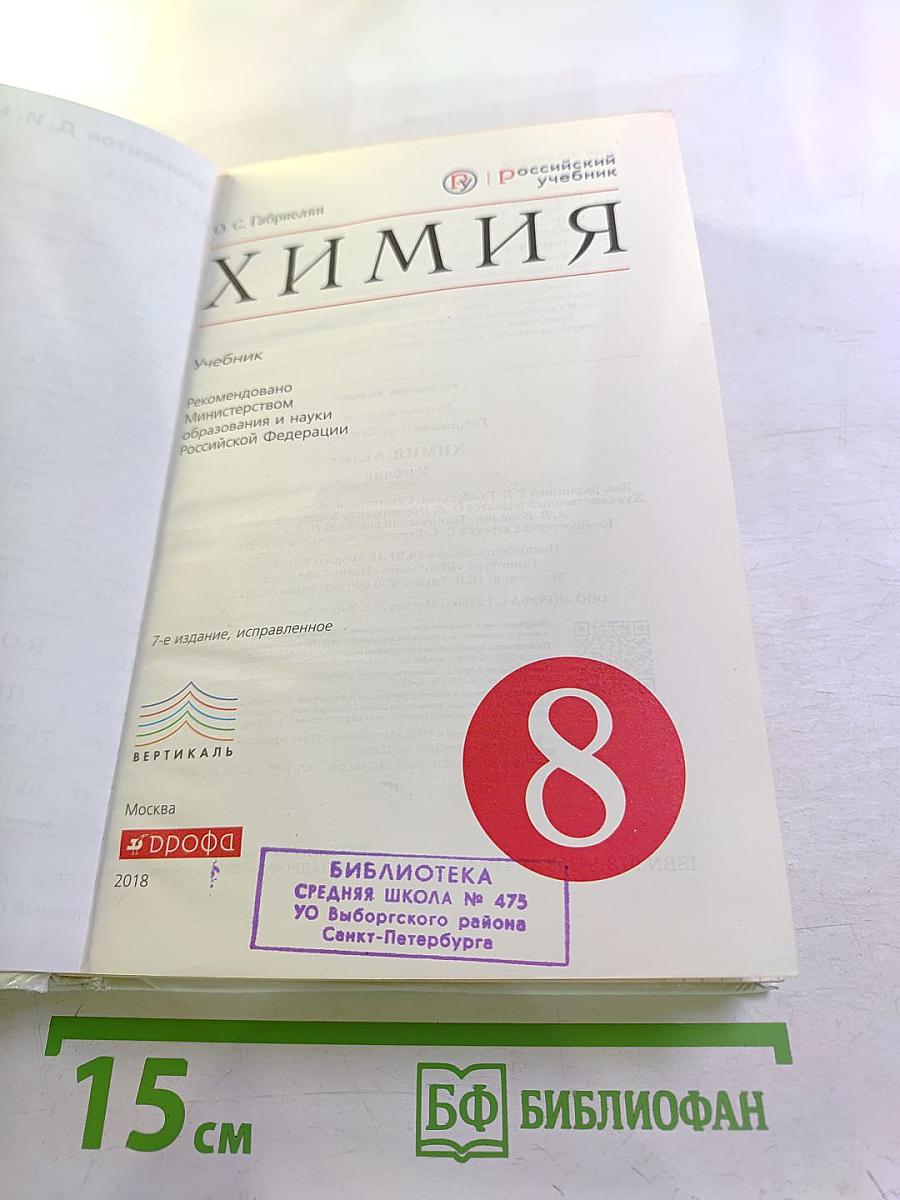 Российский
учебник
О. С. Габриелян
ХИМИЯ
Учебник
Рекомендовано
Министерством
образования и науки
Российской Федерации
7-е издание, исправленное
8
ВЕРТИКАЛЬ
Москва
дрофа
2018
БИБЛИОТЕКА
СРЕДНЯЯ ШКОЛА № 475
УО Выборгского района
Санкт-Петербурга
15 см
БФ БИБЛИОФАН